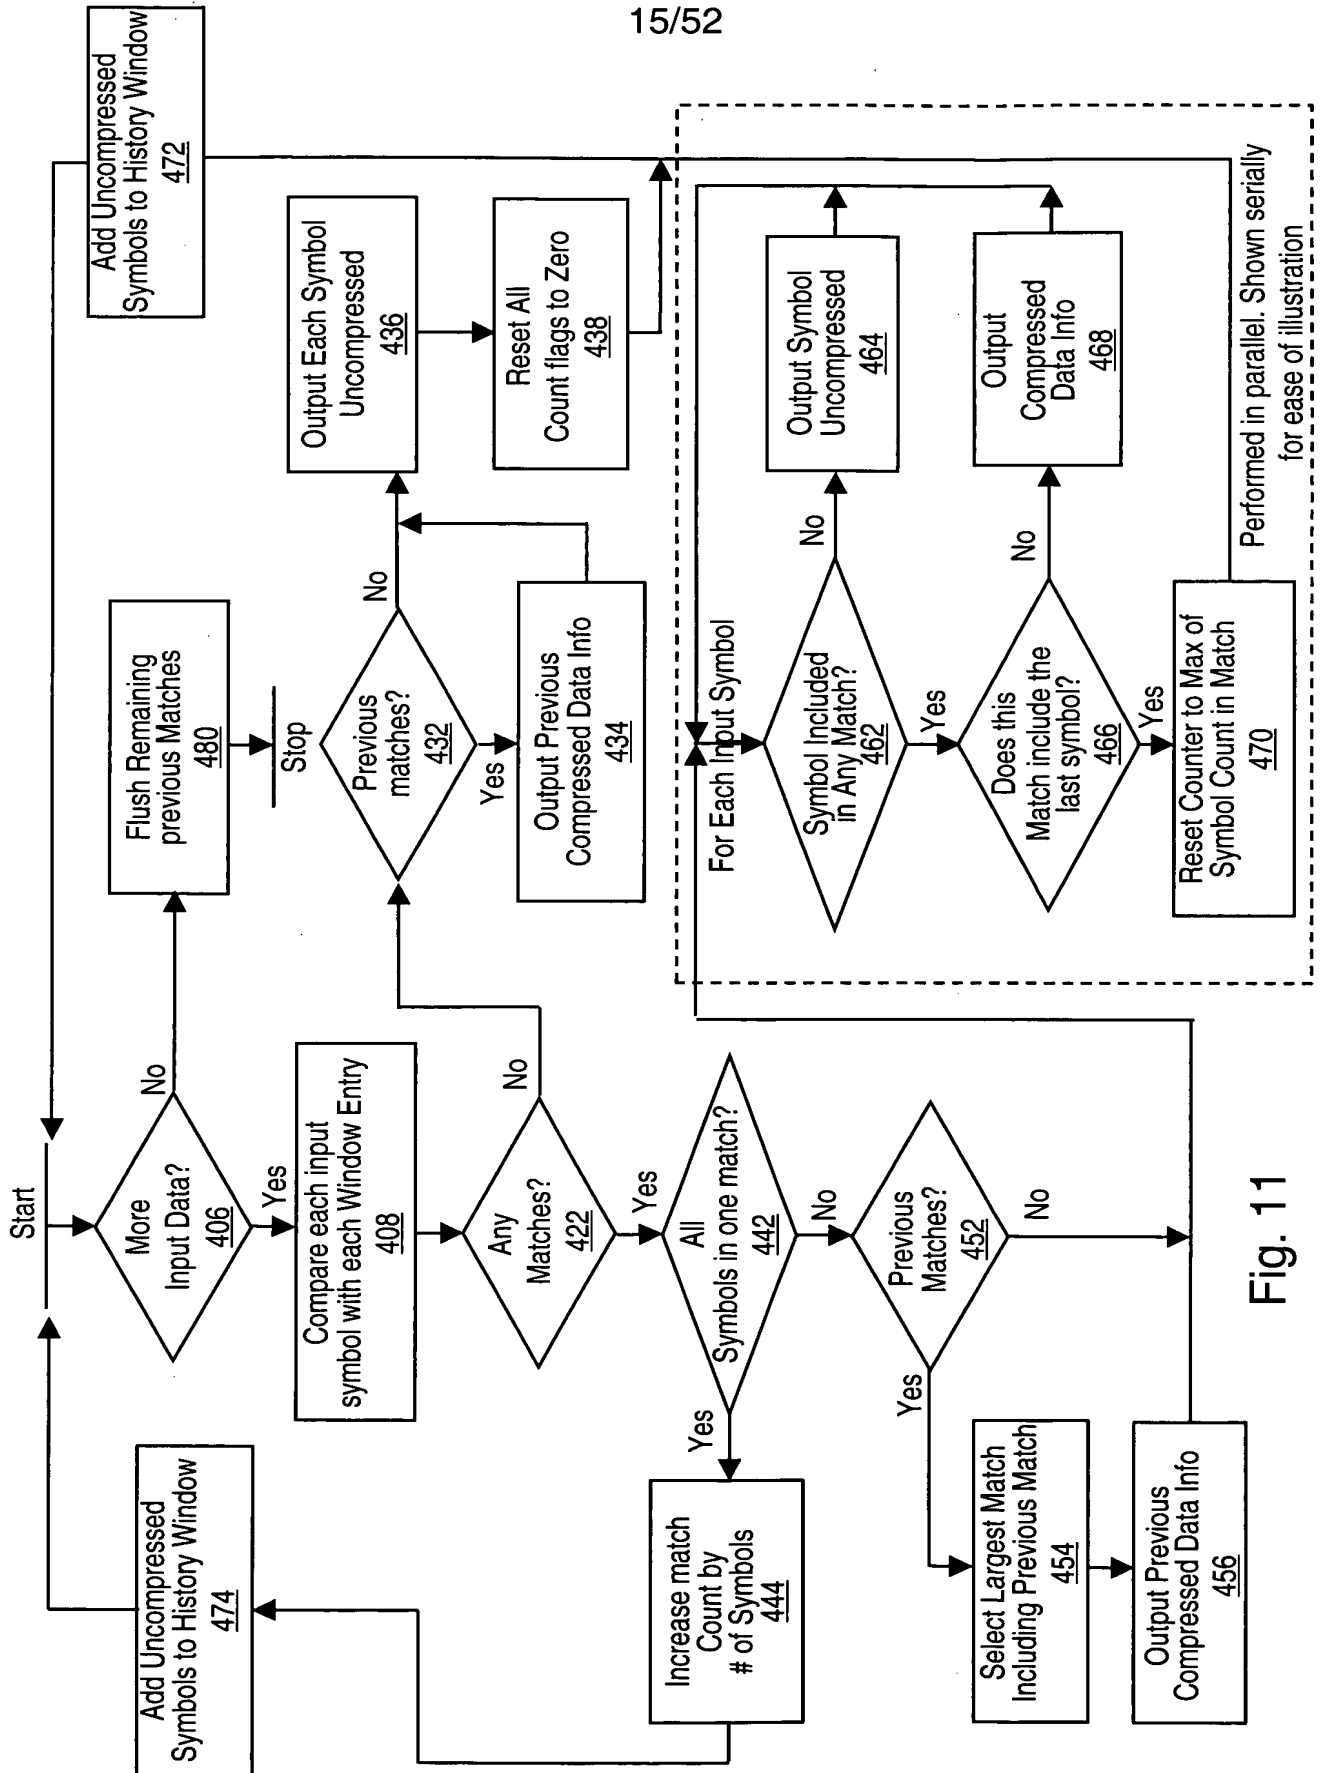 15/52
Start
More
Input Data?
406
No
Yes
Flush Remaining
previous Matches
480
Stop
Compare each input
symbol with each Window Entry
408
Any
Matches?
422
No
Yes
Previous
matches?
432
No
Yes
Output Previous
Compressed Data Info
434
Output Each Symbol
Uncompressed
436
Reset All
Count flags to Zero
438
Add Uncompressed
Symbols to History Window
472
All
Symbols in one match?
442
Yes
No
Increase match
Count by
# of Symbols
444
Add Uncompressed
Symbols to History Window
474
Previous
Matches?
452
Yes
No
Select Largest Match
Including Previous Match
454
Output Previous
Compressed Data Info
456
For Each Input Symbol
Symbol Included
in Any Match?
462
No
Yes
Output Symbol
Uncompressed
464
Does this
Match include the
last symbol?
466
No
Yes
Output
Compressed
Data Info
468
Reset Counter to Max of
Symbol Count in Match
470
Performed in parallel. Shown serially
for ease of illustration
Fig. 11